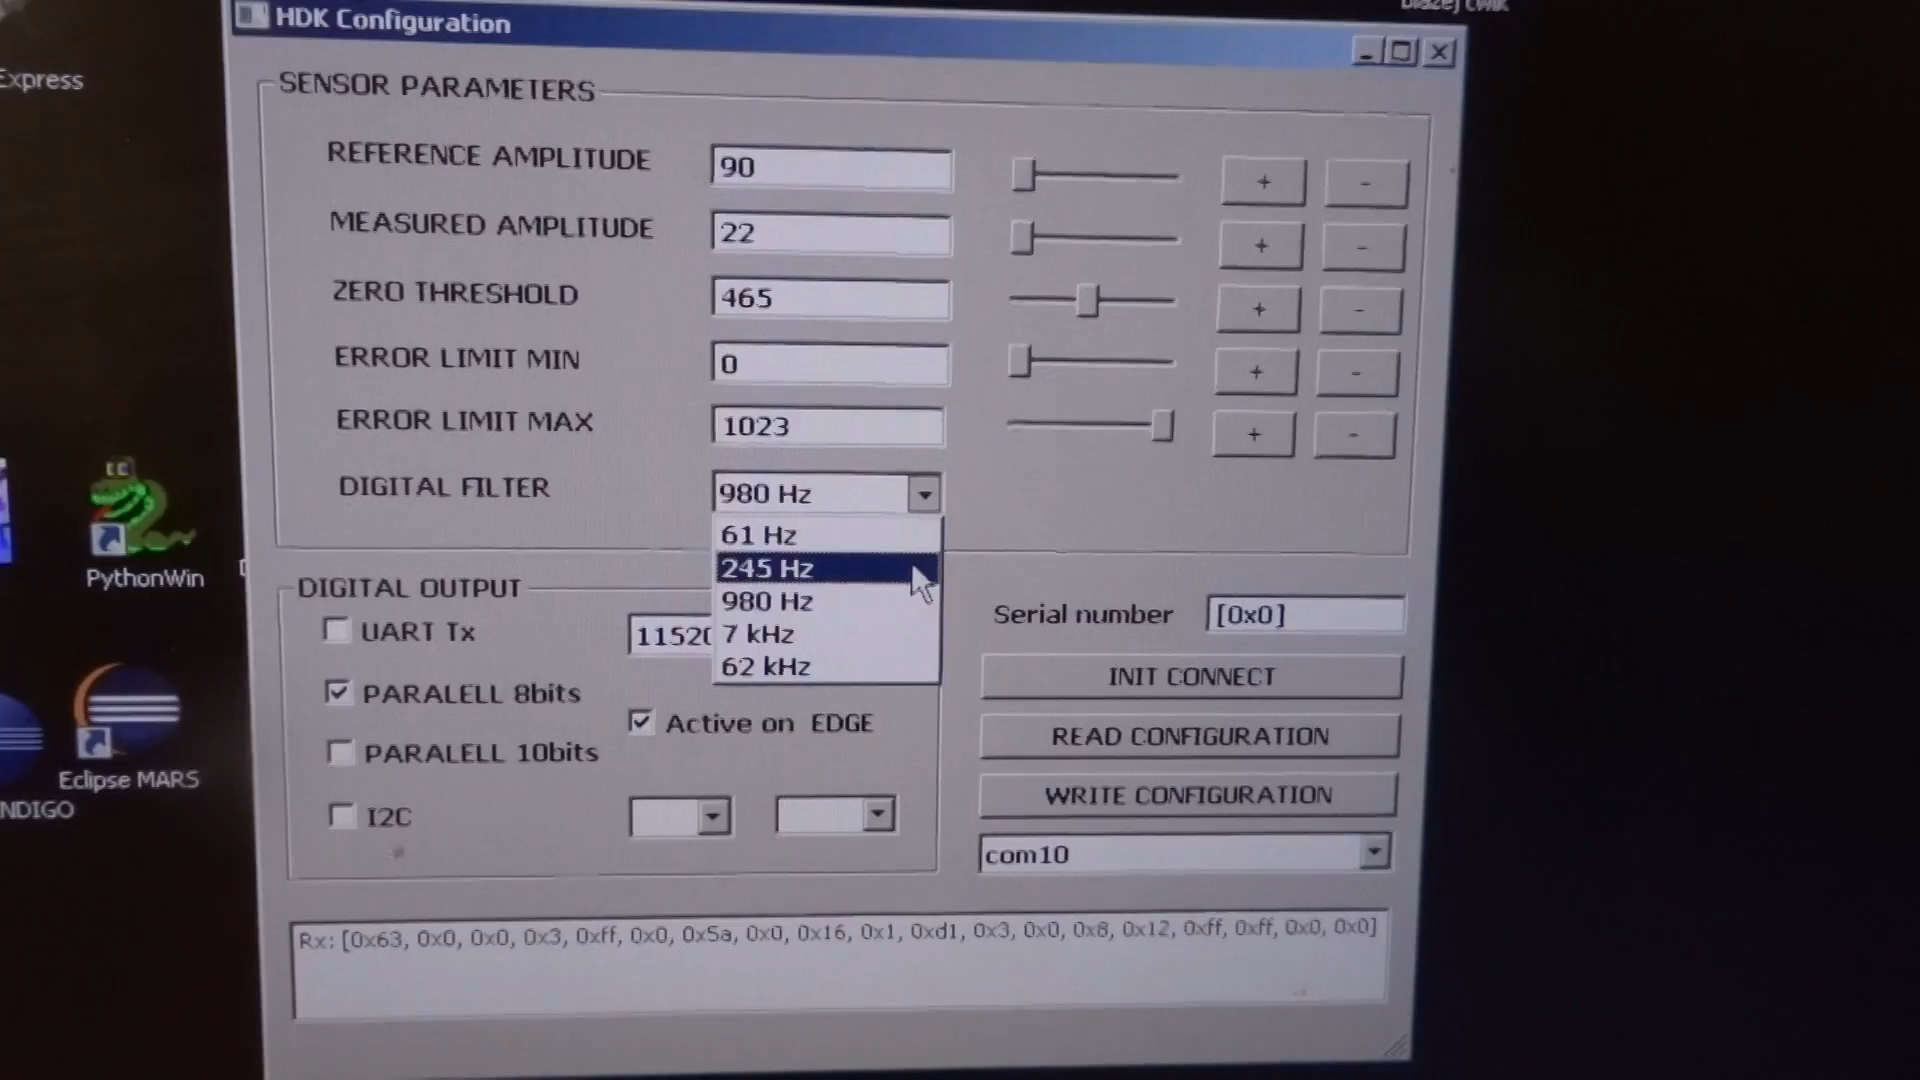 HDK Configuration
Express
SENSOR PARAMETERS
REFERENCE AMPLITUDE 90 + -
MEASURED AMPLITUDE 22 + -
ZERO THRESHOLD 465 + -
ERROR LIMIT MIN 0 + -
ERROR LIMIT MAX 1023 + -
DIGITAL FILTER 980 Hz
61 Hz
245 Hz
980 Hz
7 kHz
62 kHz
PythonWin
DIGITAL OUTPUT
UART Tx 11520
PARALELL 8bits
Active on EDGE
PARALELL 10bits
I2C
Serial number [0x0]
INIT CONNECT
READ CONFIGURATION
WRITE CONFIGURATION
com10
Eclipse MARS
NDIGO
Rx: [0x63, 0x0, 0x0, 0x3, 0xff, 0x0, 0x5a, 0x0, 0x16, 0x1, 0xd1, 0x3, 0x0, 0x8, 0x12, 0xff, 0xff, 0x0, 0x0]